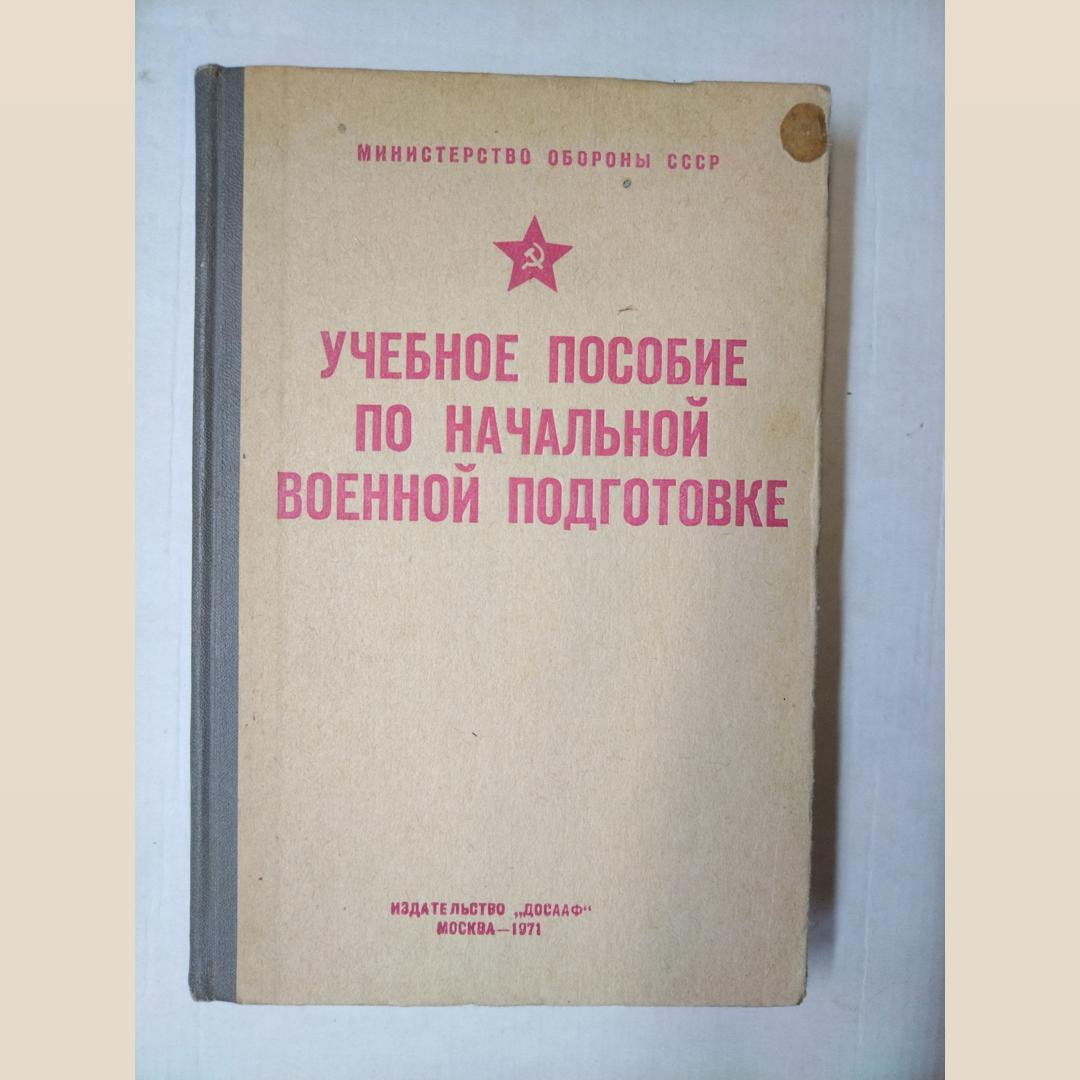 МИНИСТЕРСТВО ОБОРОНЫ СССР
УЧЕБНОЕ ПОСОБИЕ
ПО НАЧАЛЬНОЙ
ВОЕННОЙ ПОДГОТОВКЕ
ИЗДАТЕЛЬСТВО „ДОСААФ“
МОСКВА—1971